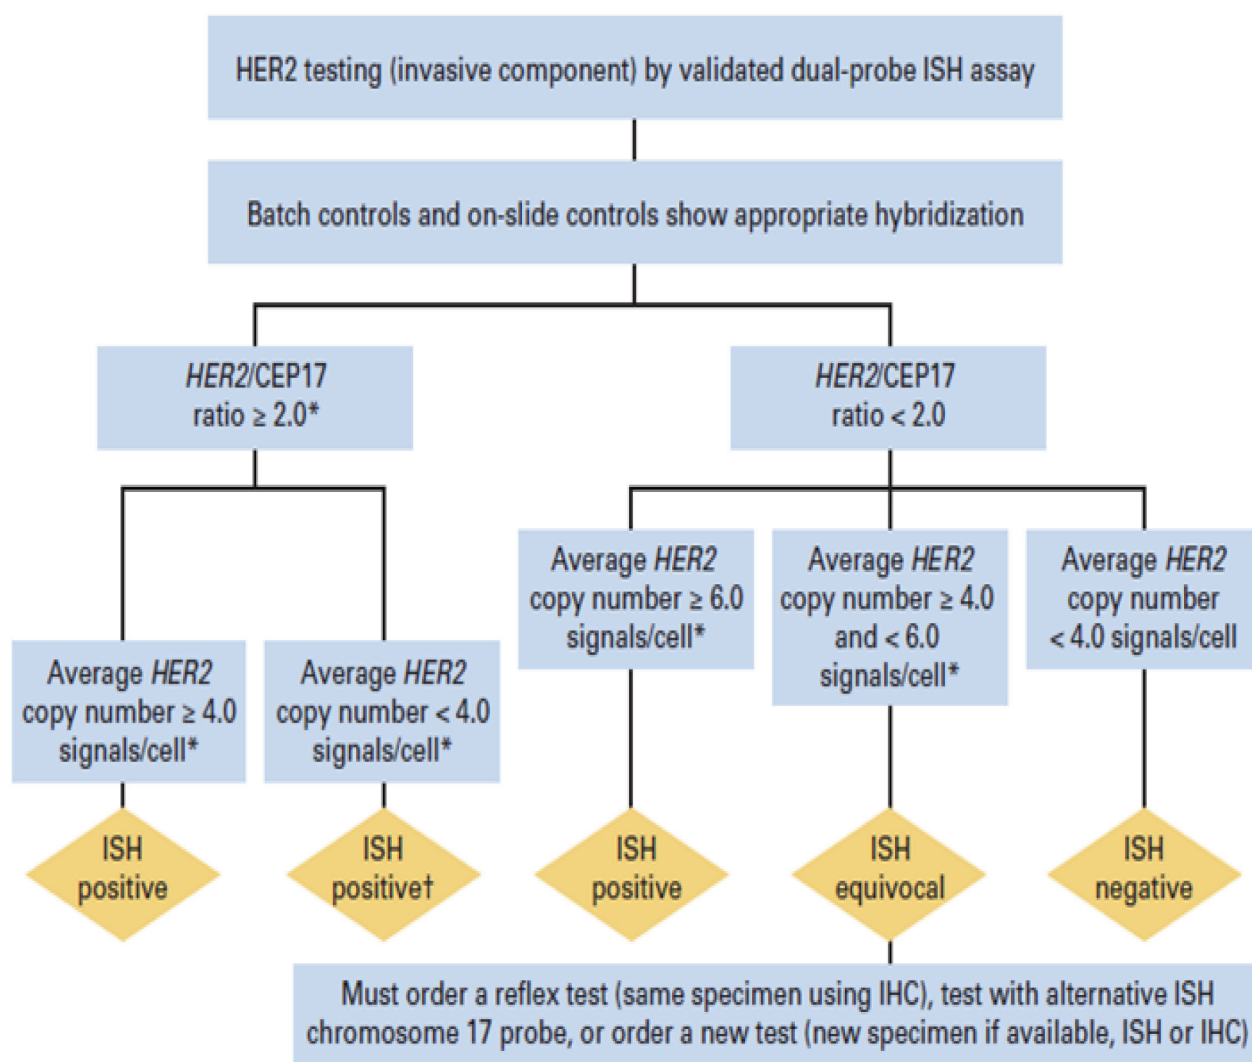 HER2 testing (invasive component) by validated dual-probe ISH assay
Batch controls and on-slide controls show appropriate hybridization
HER2/CEP17
ratio ≥ 2.0*
HER2/CEP17
ratio < 2.0
Average HER2
copy number ≥ 4.0
signals/cell*
Average HER2
copy number < 4.0
signals/cell*
Average HER2
copy number ≥ 6.0
signals/cell*
Average HER2
copy number ≥ 4.0
and < 6.0
signals/cell*
Average HER2
copy number
< 4.0 signals/cell
ISH
positive
ISH
positive†
ISH
positive
ISH
equivocal
ISH
negative
Must order a reflex test (same specimen using IHC), test with alternative ISH
chromosome 17 probe, or order a new test (new specimen if available, ISH or IHC)